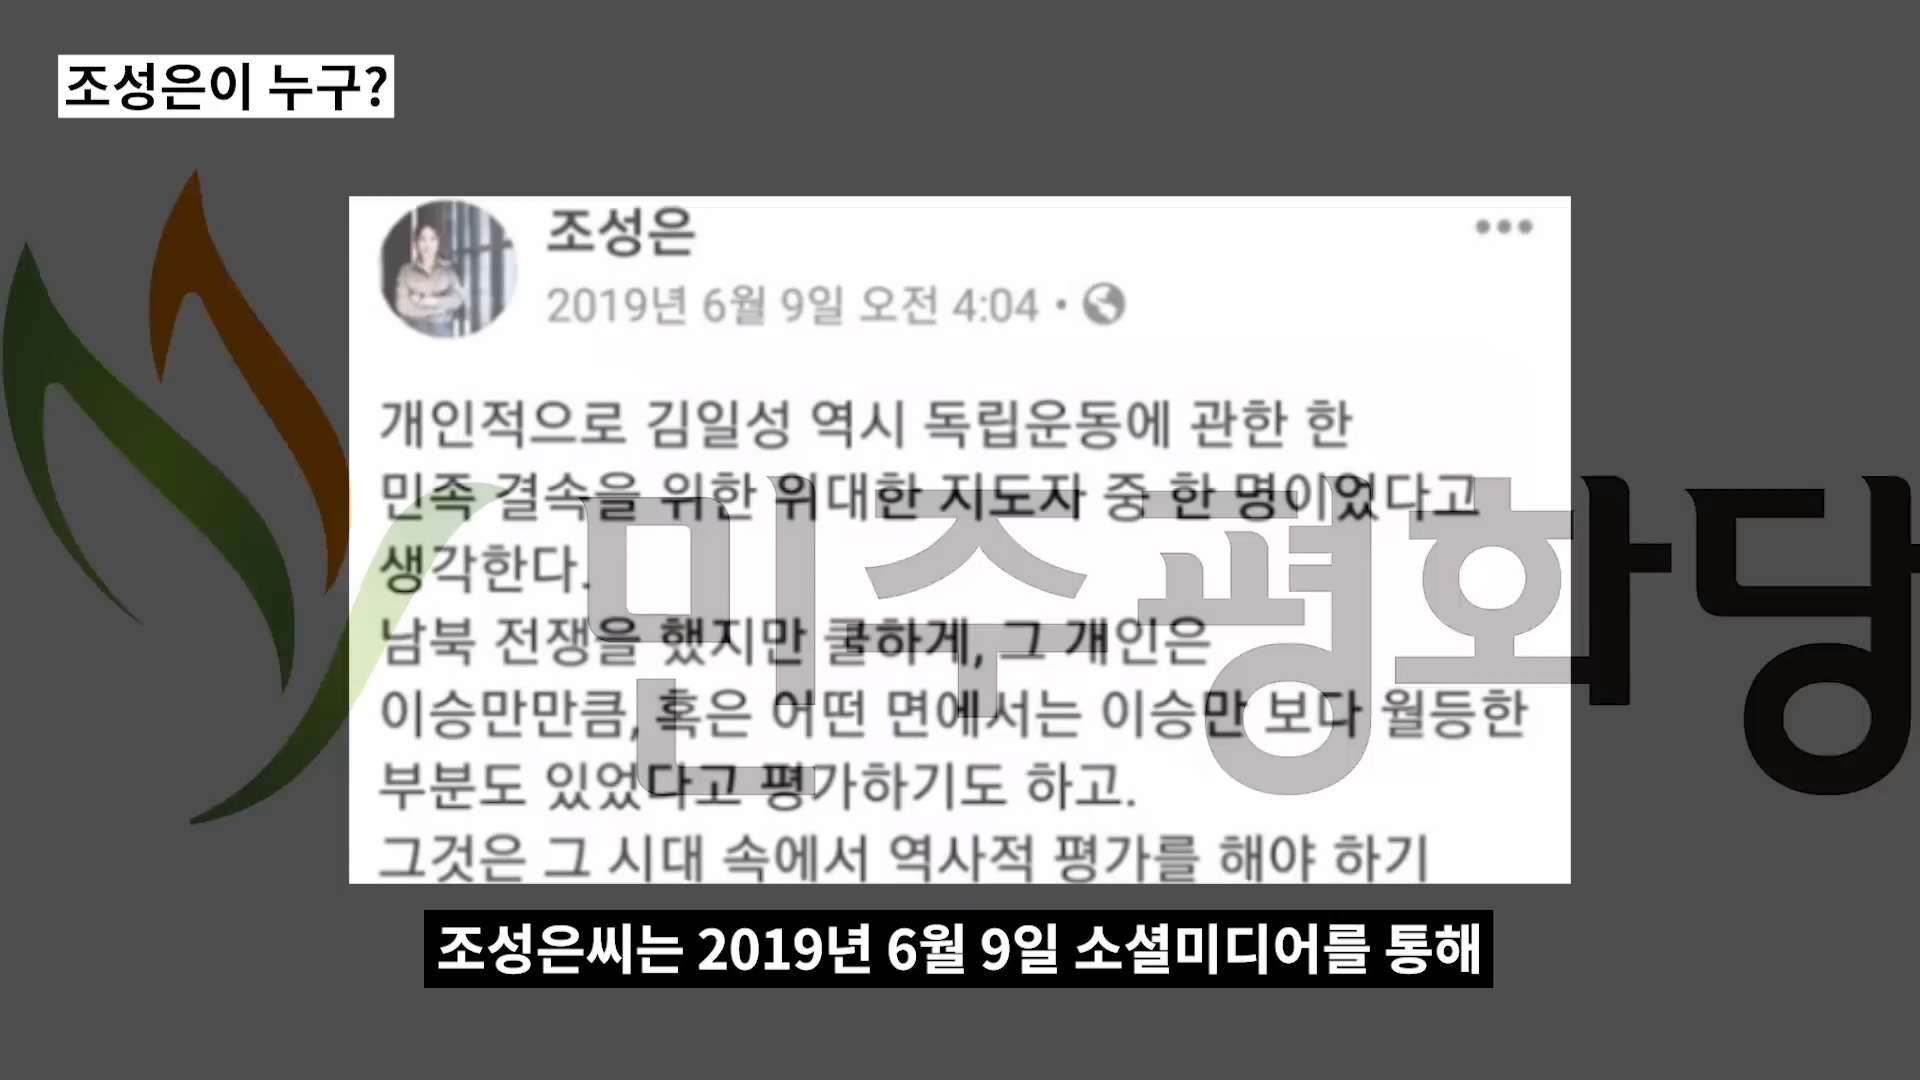 조성은이 누구?
조성은
2019년 6월 9일 오전 4:04
개인적으로 김일성 역시 독립운동에 관한 한
민족 결속을 위한 위대한 지도자 중 한 명이었다고
생각한다.
남북 전쟁을 했지만 쿨하게, 그 개인은
이승만만큼, 혹은 어떤 면에서는 이승만 보다 월등한
부분도 있었다고 평가하기도 하고.
그것은 그 시대 속에서 역사적 평가를 해야 하기
민주평화당
조성은씨는 2019년 6월 9일 소셜미디어를 통해